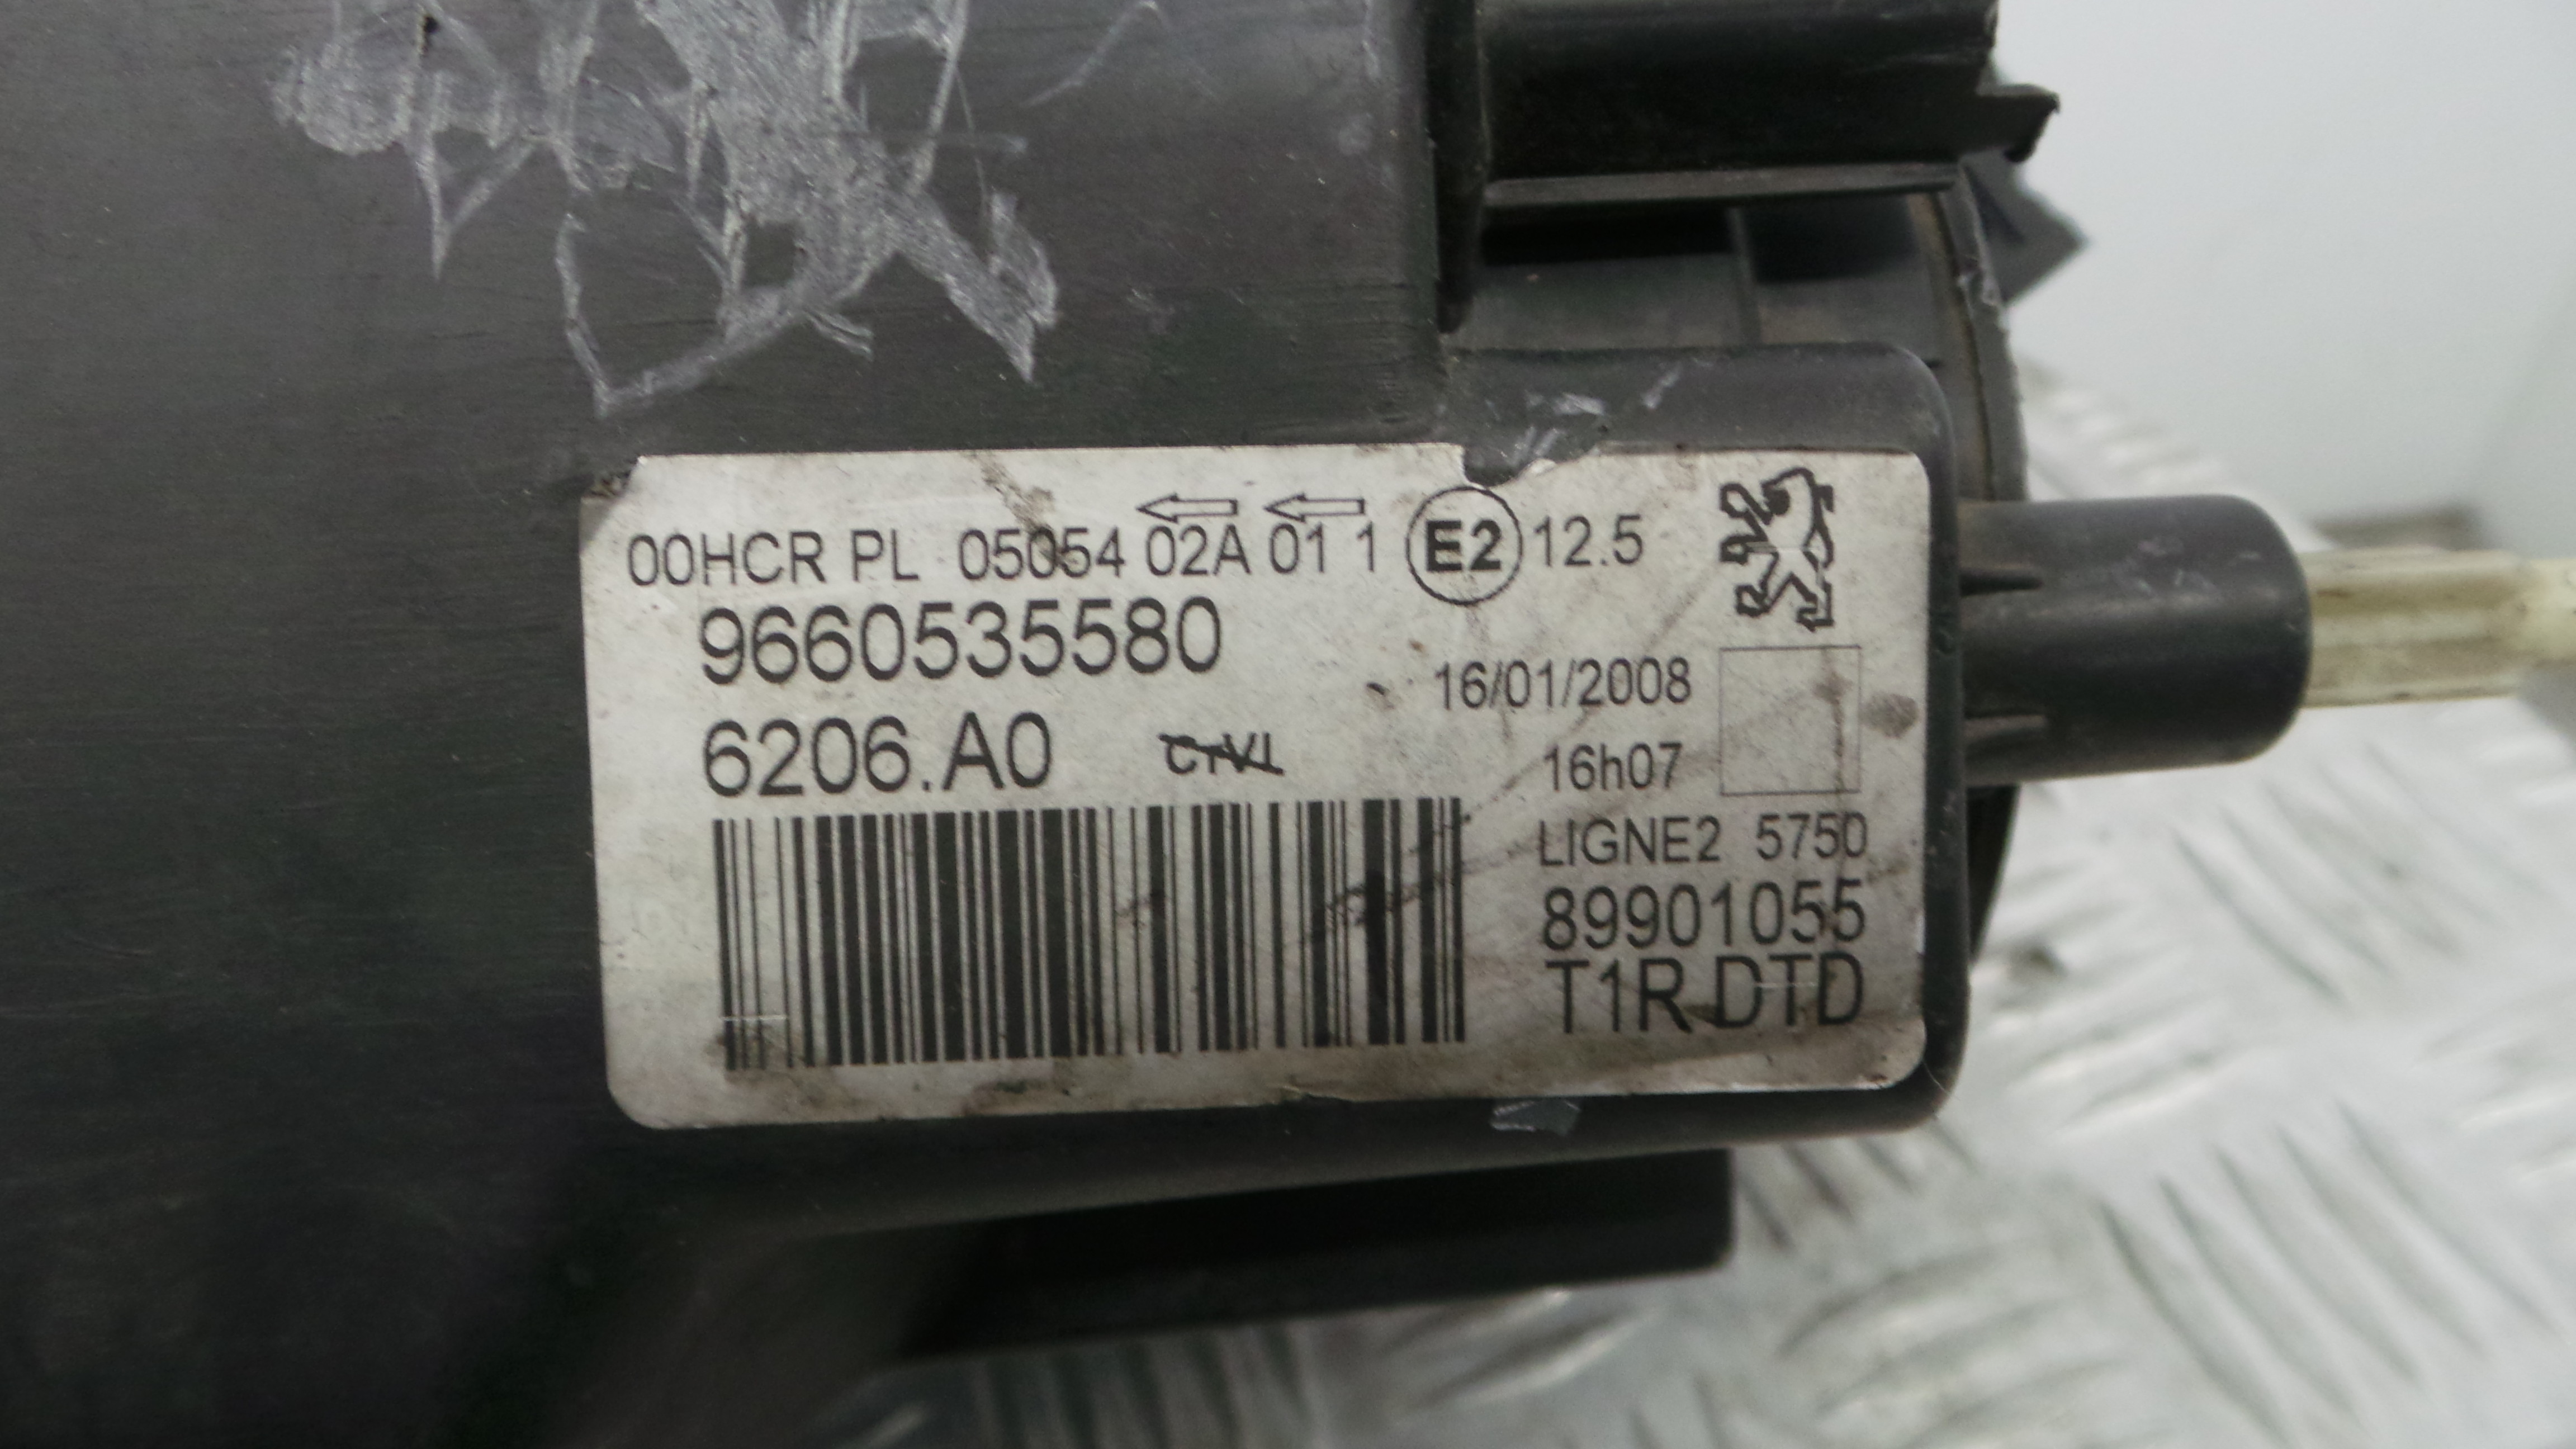 00HCR PL 05054 02A 01 1 E2 12.5
9660535580
16/01/2008
6206.A0
16h07
LIGNE2 5750
89901055
T1R DTD